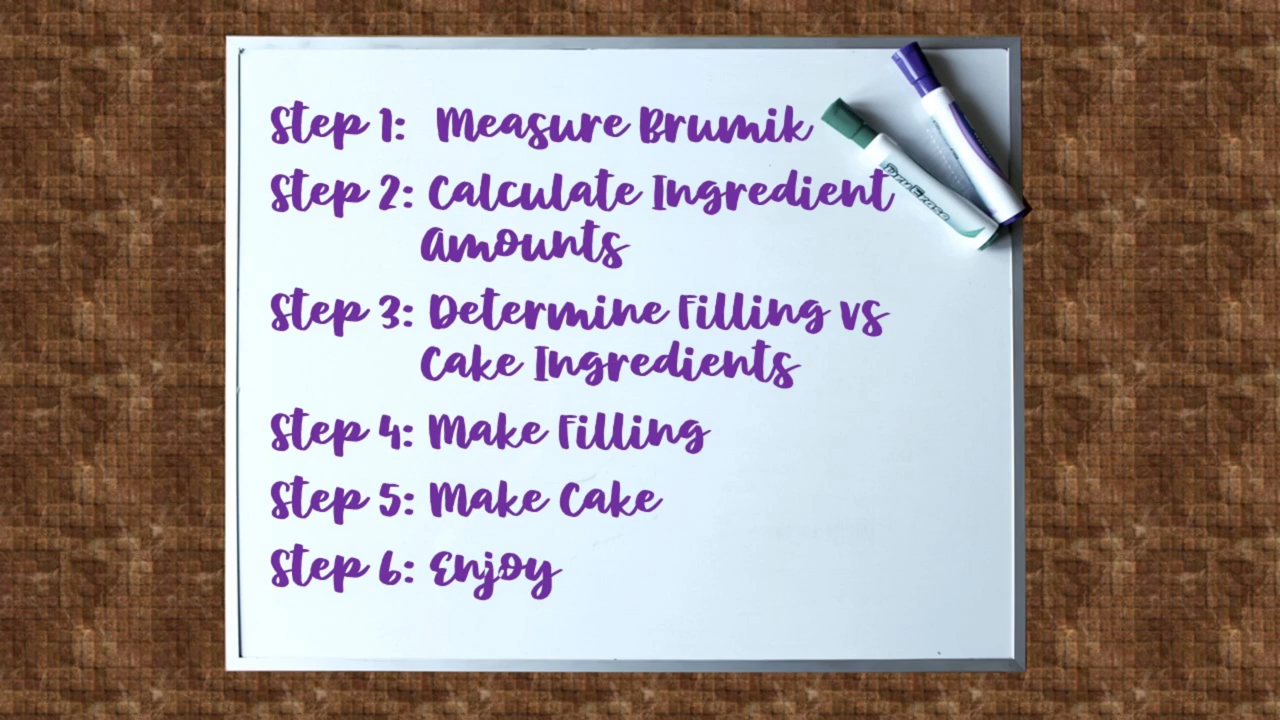 Step 1: Measure Brumik
Step 2: Calculate Ingredient
Amounts
Step 3: Determine Filling vs
Cake Ingredients
Step 4: Make Filling
Step 5: Make Cake
Step 6: Enjoy
DryErase